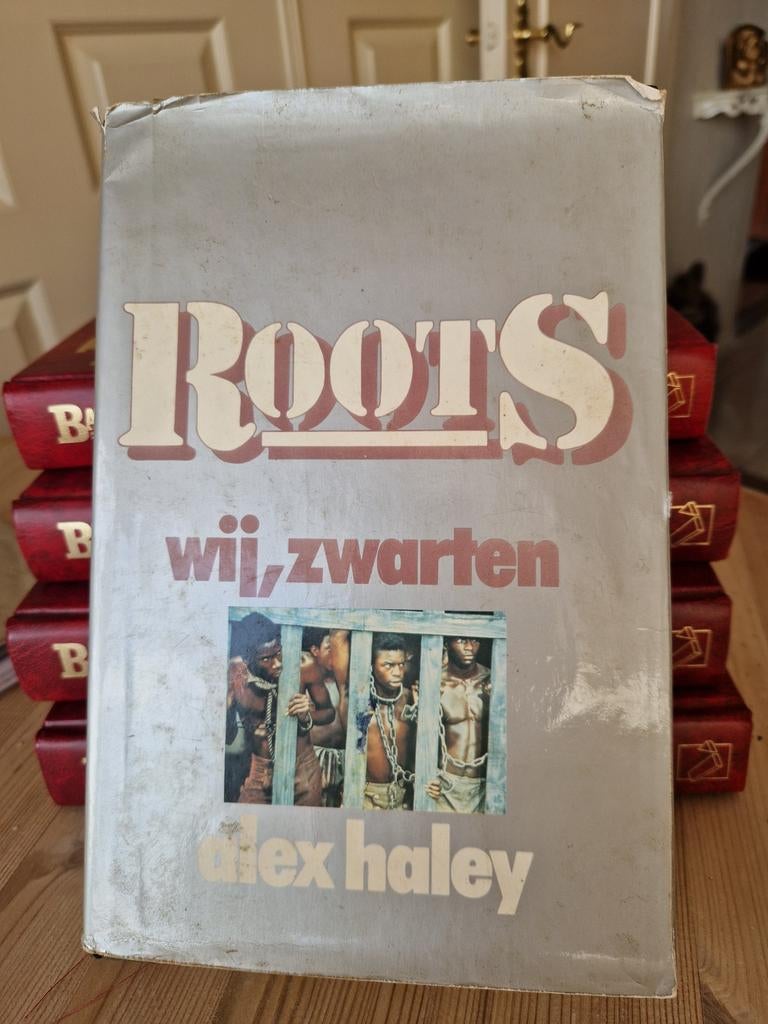 ROOTS
wij, zwarten
alex haley